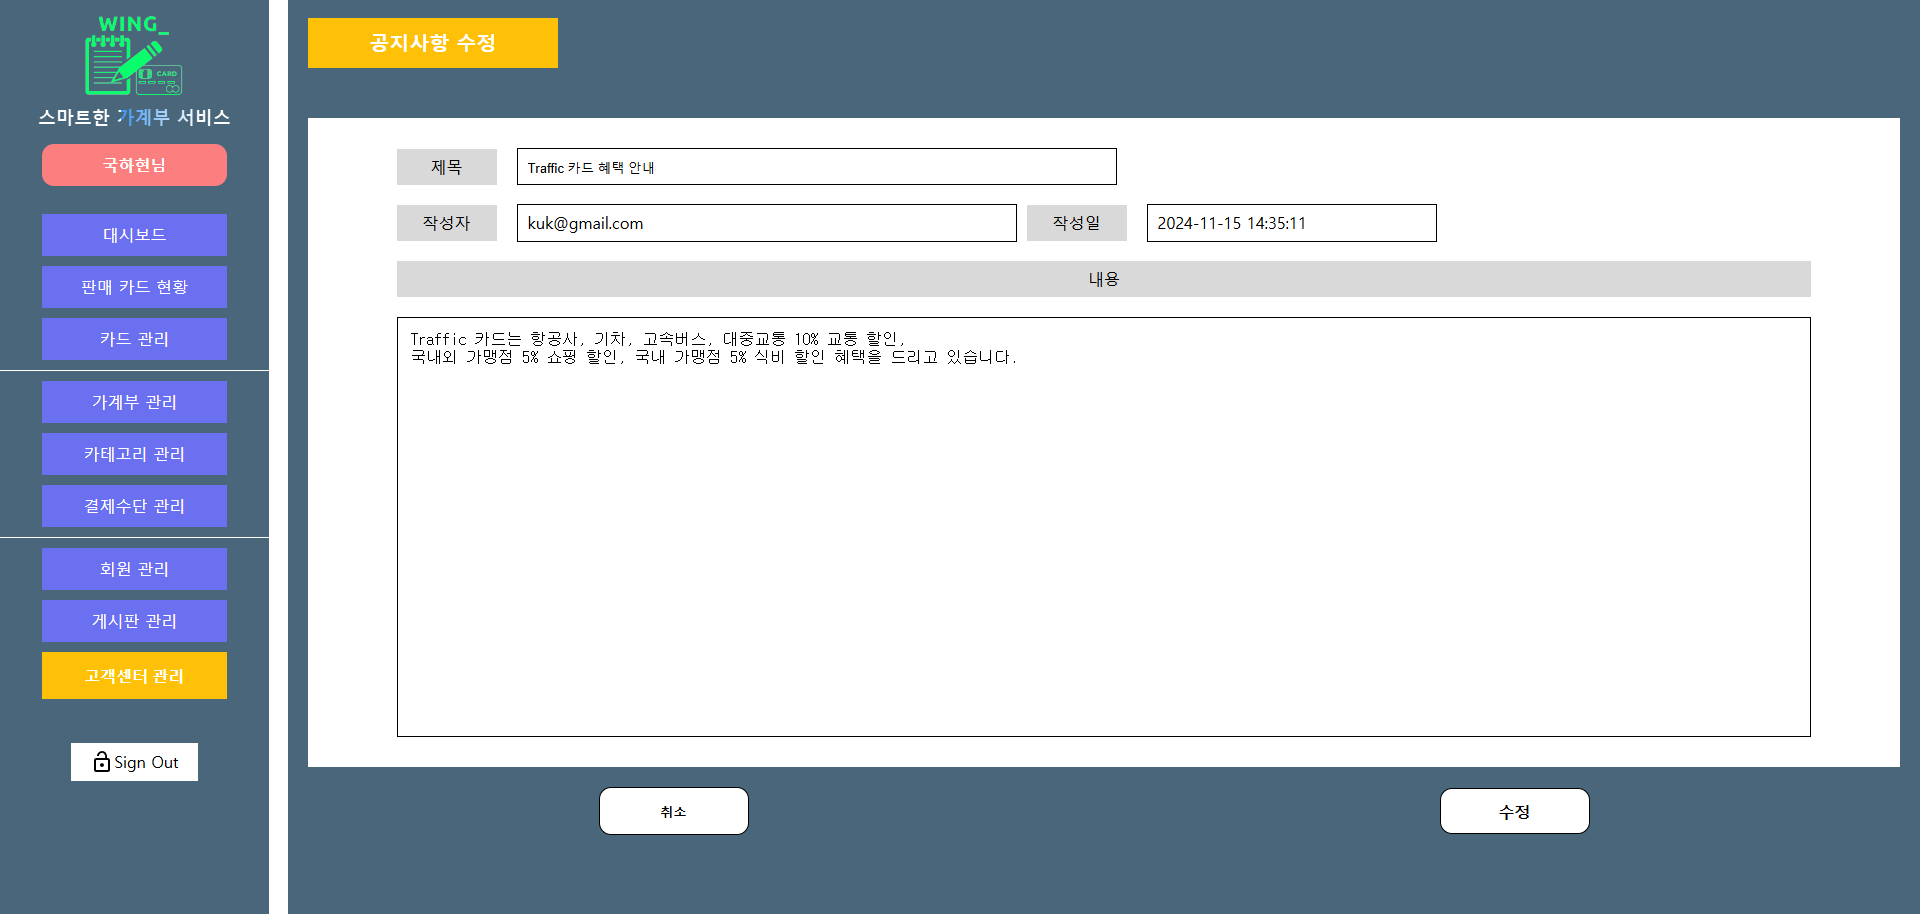 WING_
CARD
스마트한 가계부 서비스
국하현님
대시보드
판매 카드 현황
카드 관리
가계부 관리
카테고리 관리
결제수단 관리
회원 관리
게시판 관리
고객센터 관리
Sign Out
공지사항 수정
제목 Traffic 카드 혜택 안내
작성자 kuk@gmail.com 작성일 2024-11-15 14:35:11
내용
Traffic 카드는 항공사, 기차, 고속버스, 대중교통 10% 교통 할인,
국내외 가맹점 5% 쇼핑 할인, 국내 가맹점 5% 식비 할인 혜택을 드리고 있습니다.
취소 수정